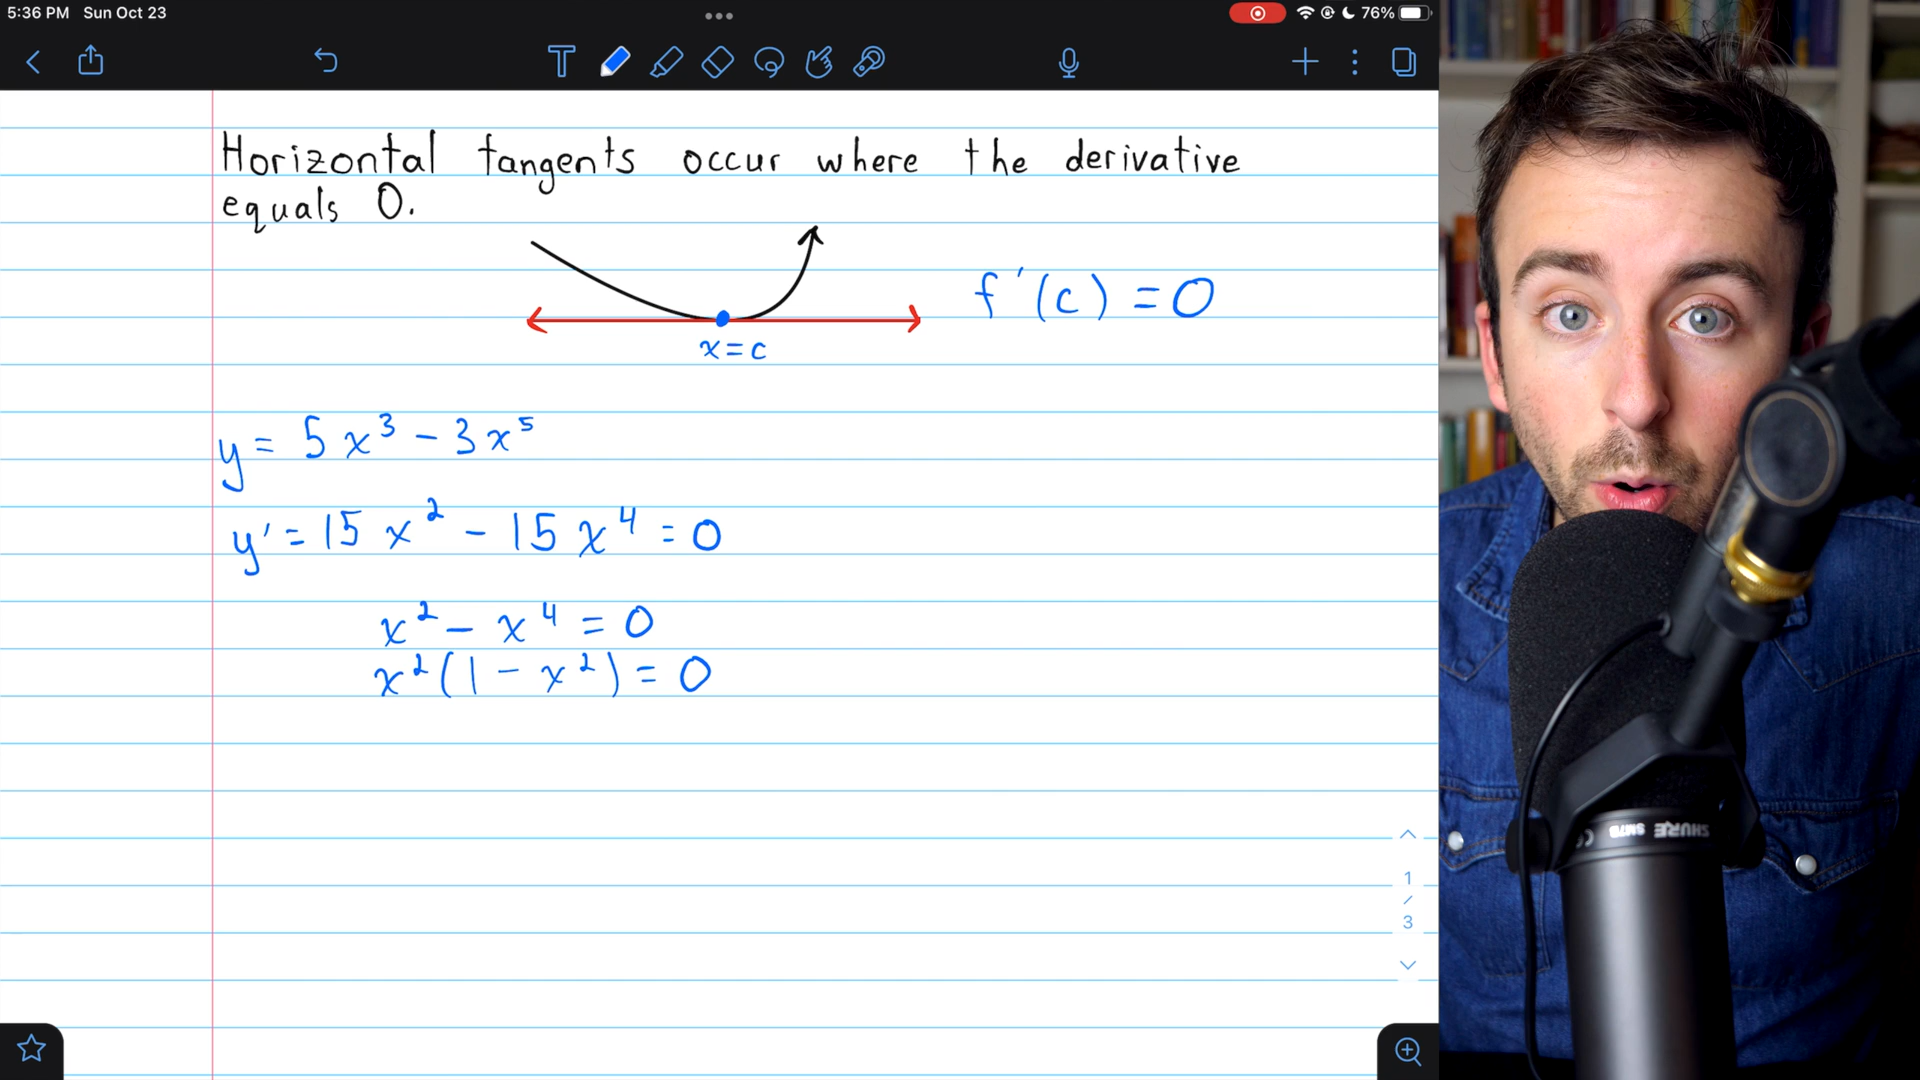 5:36 PM Sun Oct 23
76%
Horizontal tangents occur where the derivative
equals 0.
f'(c) = 0
x = c
y = 5x³ - 3x⁵
y' = 15x² - 15x⁴ = 0
x² - x⁴ = 0
x²(1 - x²) = 0
SHURE SM7B
1
/
3